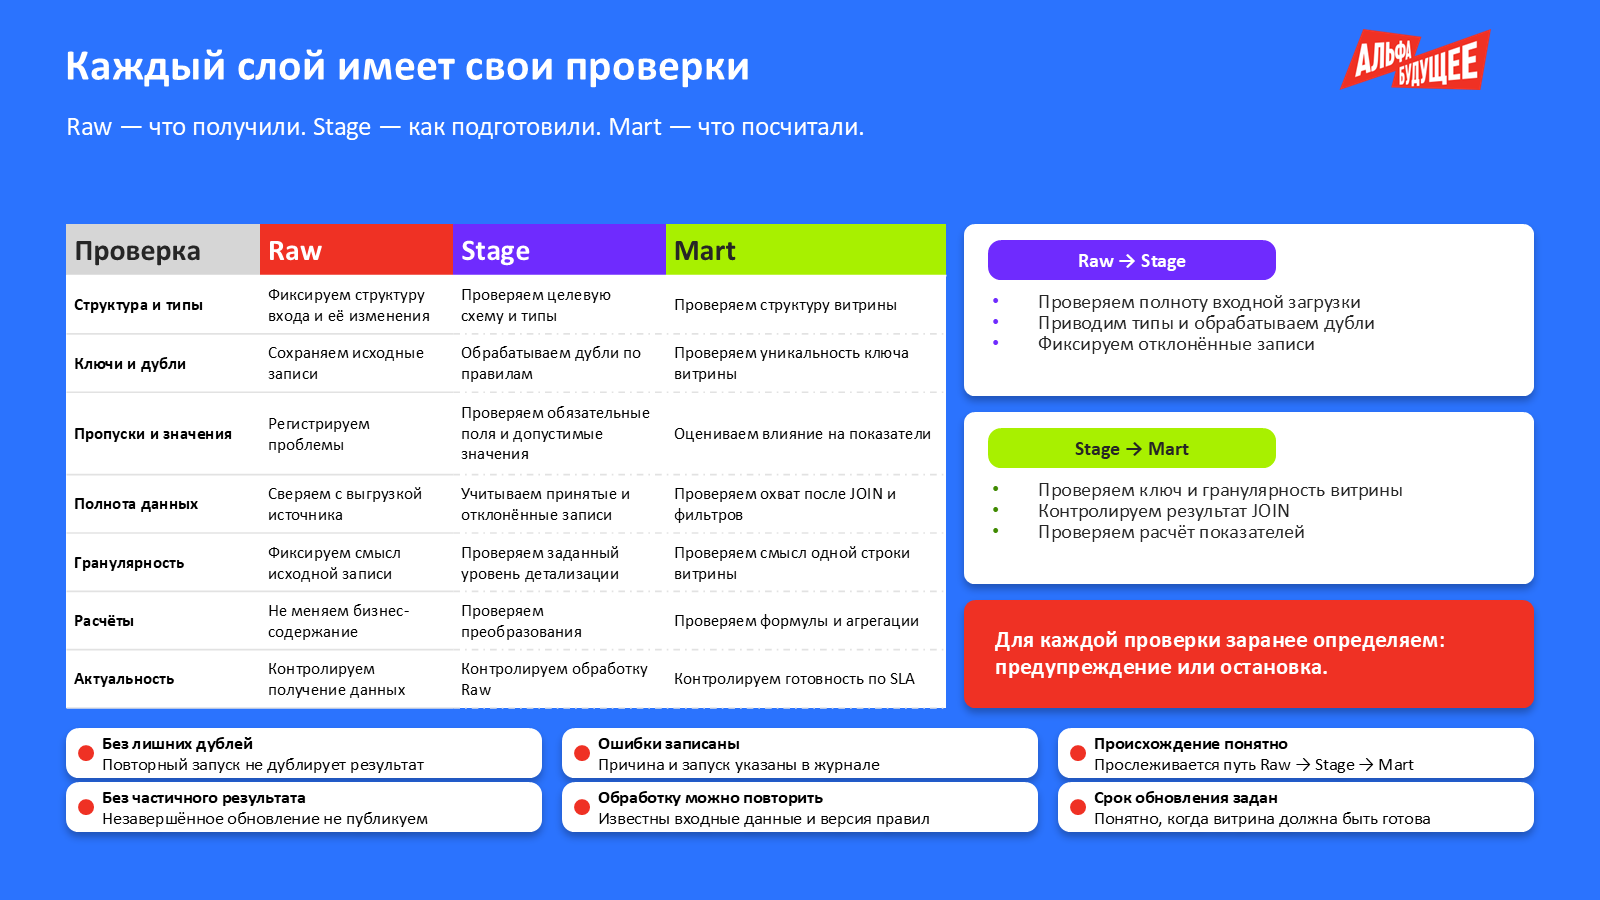 Каждый слой имеет свои проверки
АЛЬФА
БУДУЩЕЕ
Raw — что получили. Stage — как подготовили. Mart — что посчитали.
Проверка
Raw
Stage
Mart
Структура и типы
Фиксируем структуру
входа и её изменения
Проверяем целевую
схему и типы
Проверяем структуру витрины
Ключи и дубли
Сохраняем исходные
записи
Обрабатываем дубли по
правилам
Проверяем уникальность ключа
витрины
Пропуски и значения
Регистрируем
проблемы
Проверяем обязательные
поля и допустимые
значения
Оцениваем влияние на показатели
Полнота данных
Сверяем с выгрузкой
источника
Учитываем принятые и
отклонённые записи
Проверяем охват после JOIN и
фильтров
Гранулярность
Фиксируем смысл
исходной записи
Проверяем заданный
уровень детализации
Проверяем смысл одной строки
витрины
Расчёты
Не меняем бизнес-
содержание
Проверяем
преобразования
Проверяем формулы и агрегации
Актуальность
Контролируем
получение данных
Контролируем обработку
Raw
Контролируем готовность по SLA
Raw → Stage
• Проверяем полноту входной загрузки
• Приводим типы и обрабатываем дубли
• Фиксируем отклонённые записи
Stage → Mart
• Проверяем ключ и гранулярность витрины
• Контролируем результат JOIN
• Проверяем расчёт показателей
Для каждой проверки заранее определяем:
предупреждение или остановка.
Без лишних дублей
Повторный запуск не дублирует результат
Ошибки записаны
Причина и запуск указаны в журнале
Происхождение понятно
Прослеживается путь Raw → Stage → Mart
Без частичного результата
Незавершённое обновление не публикуем
Обработку можно повторить
Известны входные данные и версия правил
Срок обновления задан
Понятно, когда витрина должна быть готова